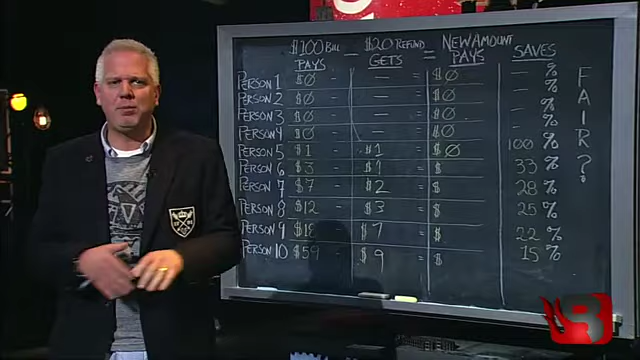 $100 BILL - $20 REFUND = NEW AMOUNT SAVES
PAYS GETS PAYS
PERSON 1 $0 - — = $0 — %
PERSON 2 $0 - — = $0 — %
PERSON 3 $0 - — = $0 — %
PERSON 4 $0 - — = $0 - %
PERSON 5 $1 - $1 = $0 100 %
PERSON 6 $3 - $1 = $ 33 %
PERSON 7 $7 - $2 = $ 28 %
PERSON 8 $12 - $3 = $ 25 %
PERSON 9 $18 - $7 = $ 22 %
PERSON 10 $59 - $9 = $ 15 %
FAIR?
B